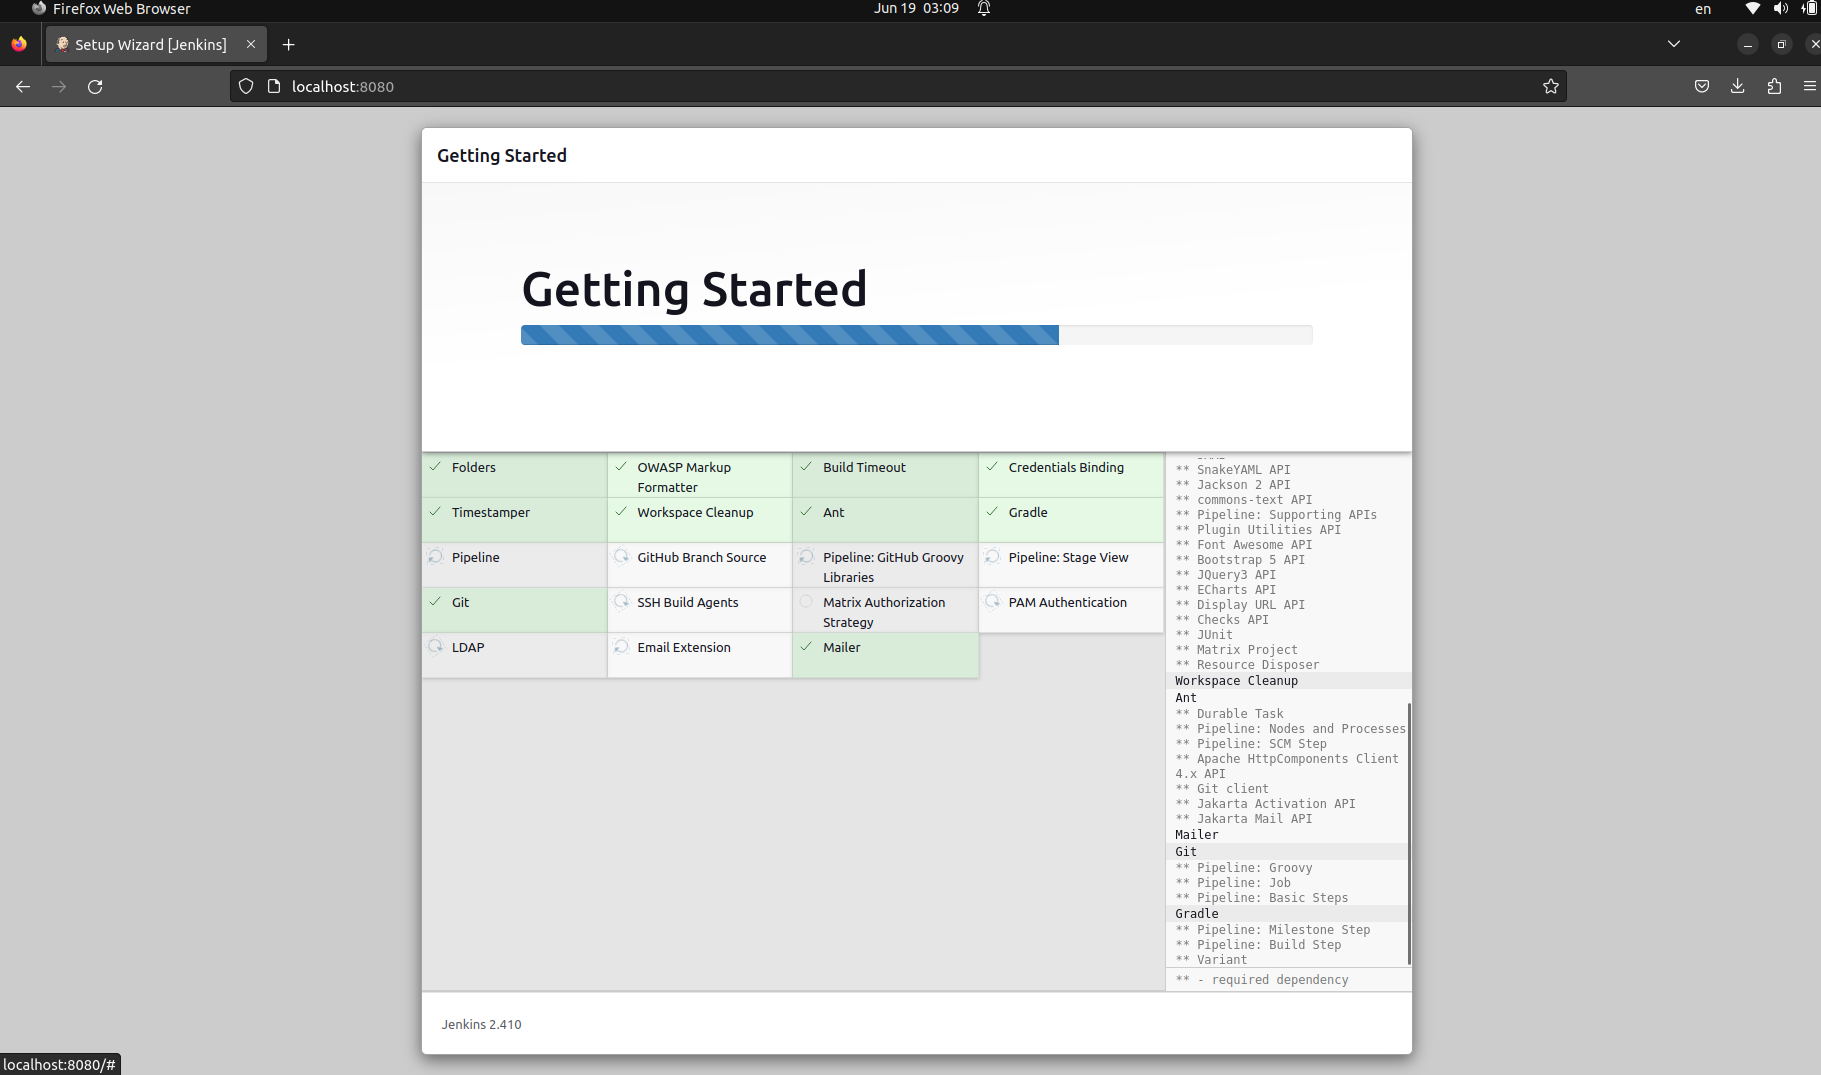 Firefox Web Browser
Jun 19 03:09
en
Setup Wizard [Jenkins]
localhost:8080
Getting Started
Getting Started
Folders
OWASP Markup
Formatter
Build Timeout
Credentials Binding
Timestamper
Workspace Cleanup
Ant
Gradle
Pipeline
GitHub Branch Source
Pipeline: GitHub Groovy
Libraries
Pipeline: Stage View
Git
SSH Build Agents
Matrix Authorization
Strategy
PAM Authentication
LDAP
Email Extension
Mailer
** SnakeYAML API
** Jackson 2 API
** commons-text API
** Pipeline: Supporting APIs
** Plugin Utilities API
** Font Awesome API
** Bootstrap 5 API
** JQuery3 API
** ECharts API
** Display URL API
** Checks API
** JUnit
** Matrix Project
** Resource Disposer
Workspace Cleanup
Ant
** Durable Task
** Pipeline: Nodes and Processes
** Pipeline: SCM Step
** Apache HttpComponents Client
4.x API
** Git client
** Jakarta Activation API
** Jakarta Mail API
Mailer
Git
** Pipeline: Groovy
** Pipeline: Job
** Pipeline: Basic Steps
Gradle
** Pipeline: Milestone Step
** Pipeline: Build Step
** Variant
** - required dependency
Jenkins 2.410
localhost:8080/#